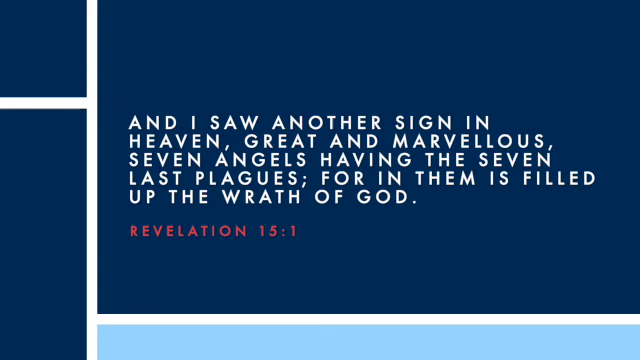 AND I SAW ANOTHER SIGN IN
HEAVEN, GREAT AND MARVELLOUS,
SEVEN ANGELS HAVING THE SEVEN
LAST PLAGUES; FOR IN THEM IS FILLED
UP THE WRATH OF GOD.
REVELATION 15:1